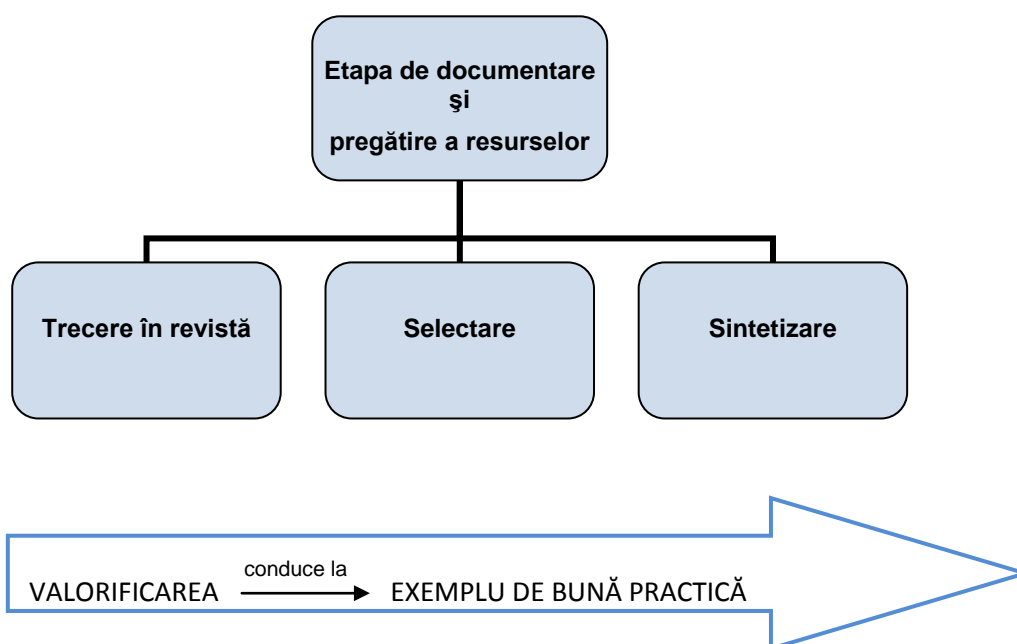 Etapa de documentare
şi
pregătire a resurselor
Trecere în revistă
Selectare
Sintetizare
VALORIFICAREA conduce la EXEMPLU DE BUNĂ PRACTICĂ